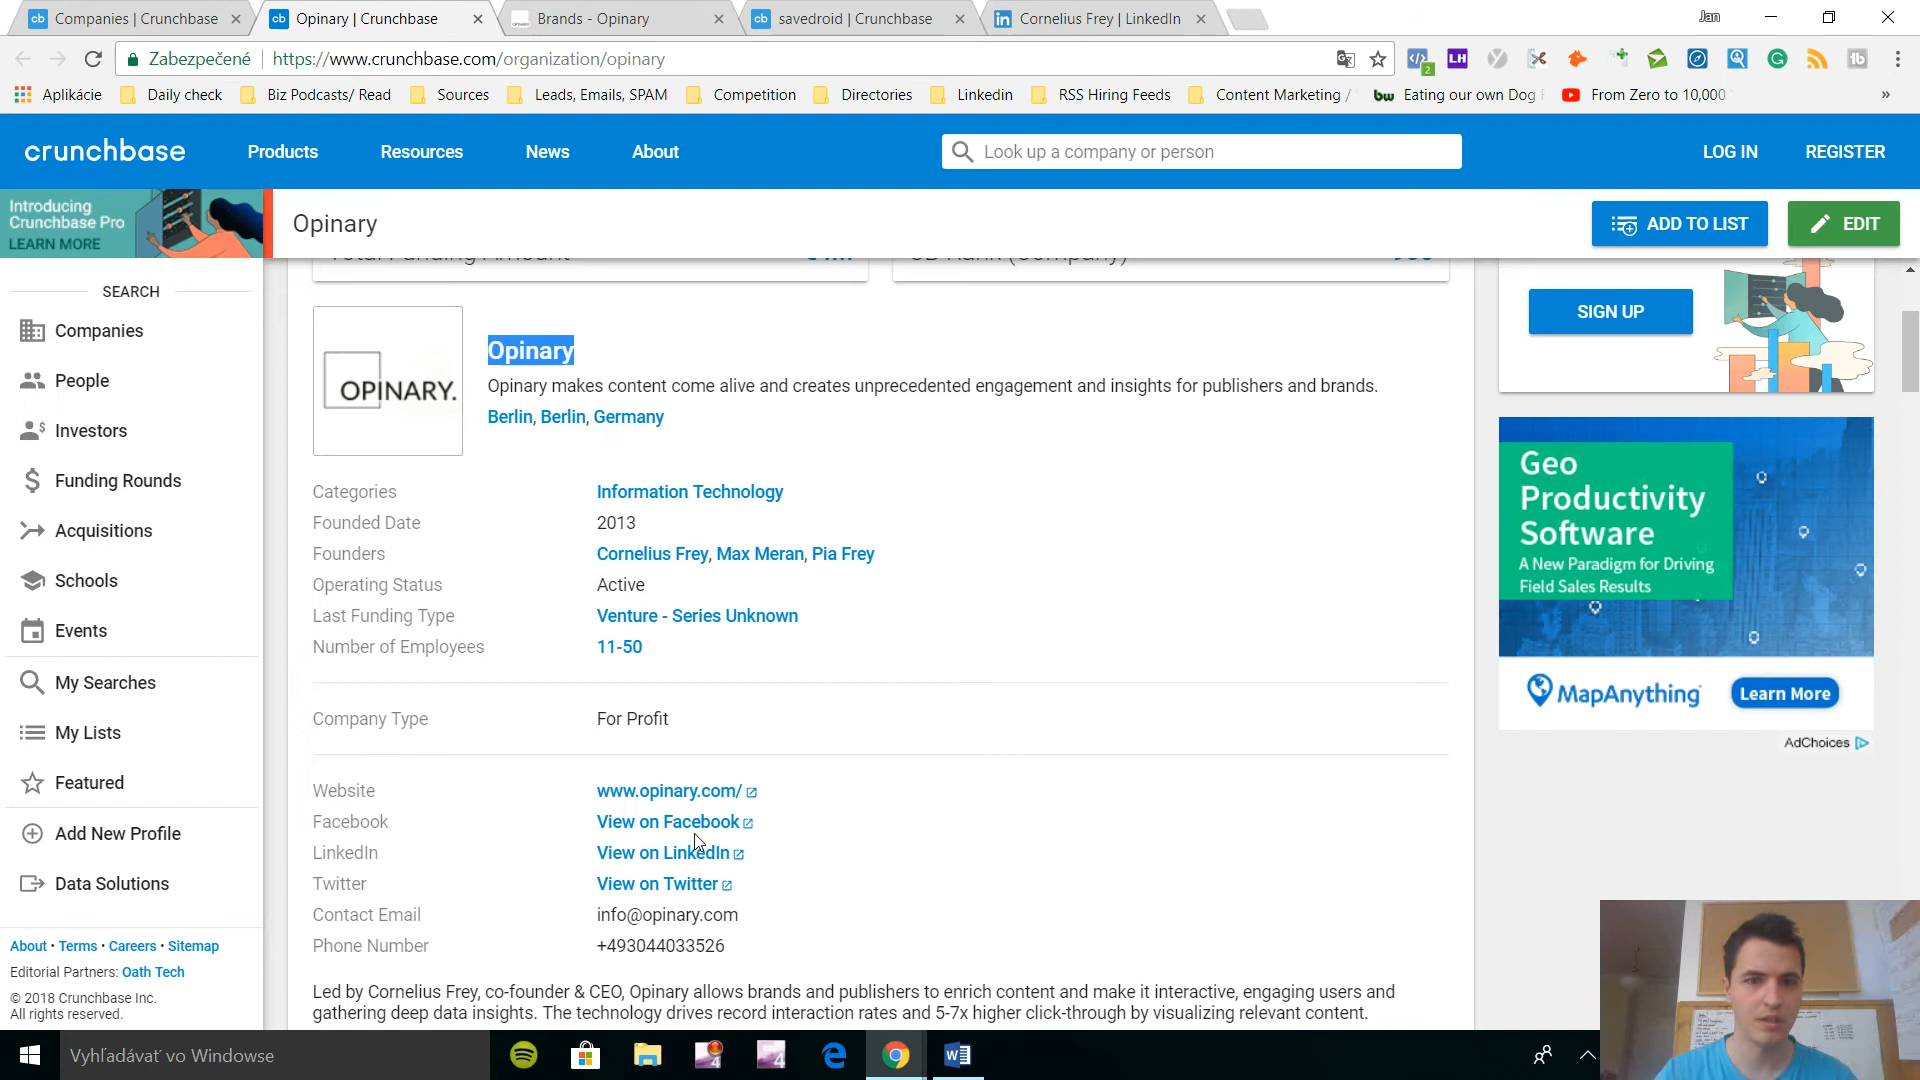 Companies | Crunchbase
Opinary | Crunchbase
Brands - Opinary
savedroid | Crunchbase
Cornelius Frey | LinkedIn
Jan
Zabezpečené
https://www.crunchbase.com/organization/opinary
2
LH
Aplikácie
Daily check
Biz Podcasts/ Read
Sources
Leads, Emails, SPAM
Competition
Directories
Linkedin
RSS Hiring Feeds
Content Marketing /
bw
Eating our own Dog
From Zero to 10,000
crunchbase
Products
Resources
News
About
Look up a company or person
LOG IN
REGISTER
Introducing
Crunchbase Pro
LEARN MORE
Opinary
ADD TO LIST
EDIT
SEARCH
Companies
People
Investors
Funding Rounds
Acquisitions
Schools
Events
My Searches
My Lists
Featured
Add New Profile
Data Solutions
About • Terms • Careers • Sitemap
Editorial Partners: Oath Tech
© 2018 Crunchbase Inc.
All rights reserved.
Total Funding Amount
CB Rank (Company)
OPINARY.
Opinary
Opinary makes content come alive and creates unprecedented engagement and insights for publishers and brands.
Berlin, Berlin, Germany
Categories Information Technology
Founded Date 2013
Founders Cornelius Frey, Max Meran, Pia Frey
Operating Status Active
Last Funding Type Venture - Series Unknown
Number of Employees 11-50
Company Type For Profit
Website www.opinary.com/
Facebook View on Facebook
LinkedIn View on LinkedIn
Twitter View on Twitter
Contact Email info@opinary.com
Phone Number +493044033526
Led by Cornelius Frey, co-founder & CEO, Opinary allows brands and publishers to enrich content and make it interactive, engaging users and
gathering deep data insights. The technology drives record interaction rates and 5-7x higher click-through by visualizing relevant content.
SIGN UP
Geo
Productivity
Software
A New Paradigm for Driving
Field Sales Results
MapAnything
Learn More
AdChoices
Vyhľadávať vo Windowse